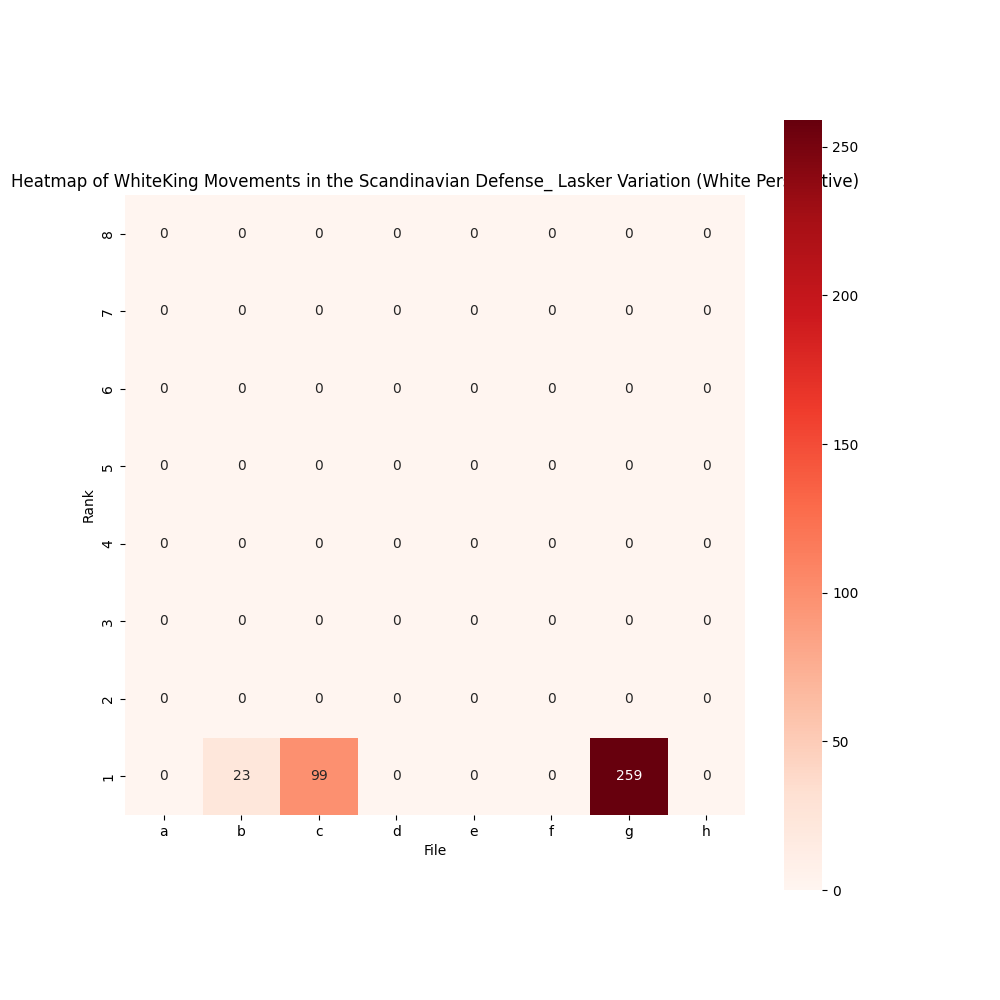 Heatmap of WhiteKing Movements in the Scandinavian Defense_ Lasker Variation (White Per tive)
250
200
150
100
50
0
Rank
8 0 0 0 0 0 0 0 0
7 0 0 0 0 0 0 0 0
6 0 0 0 0 0 0 0 0
5 0 0 0 0 0 0 0 0
4 0 0 0 0 0 0 0 0
3 0 0 0 0 0 0 0 0
2 0 0 0 0 0 0 0 0
1 0 23 99 0 0 0 259 0
a b c d e f g h
File